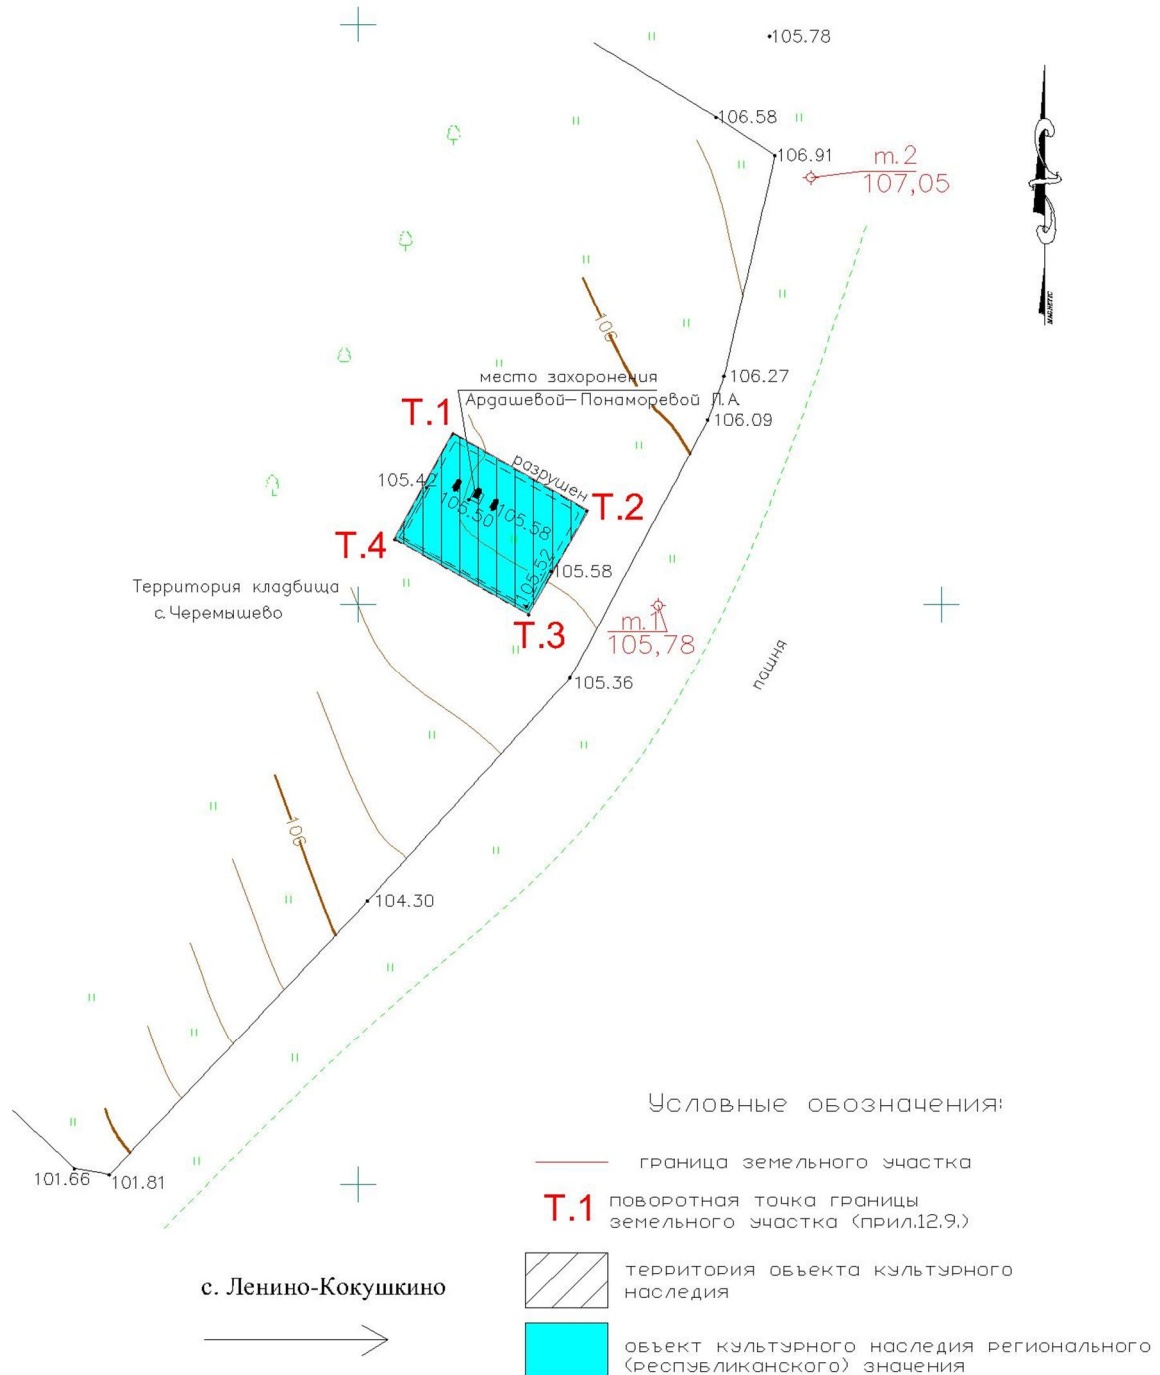 105.78
106.58
106.91
т.2
107,05
MAGNETIC
106
106.27
место захоронения
Ардашевой-Понаморевой Л.А.
106.09
Т.1
разрушен
105.42
105.50
105.58
Т.2
Т.4
105.52
105.58
Территория кладбища
с.Черемышево
т.1
105,78
Т.3
пашня
105.36
106
104.30
101.66
101.81
Условные обозначения:
граница земельного участка
Т.1 поворотная точка границы
земельного участка (прил.12.9.)
территория объекта культурного
наследия
с. Ленино-Кокушкино
объект культурного наследия регионального
(республиканского) значения